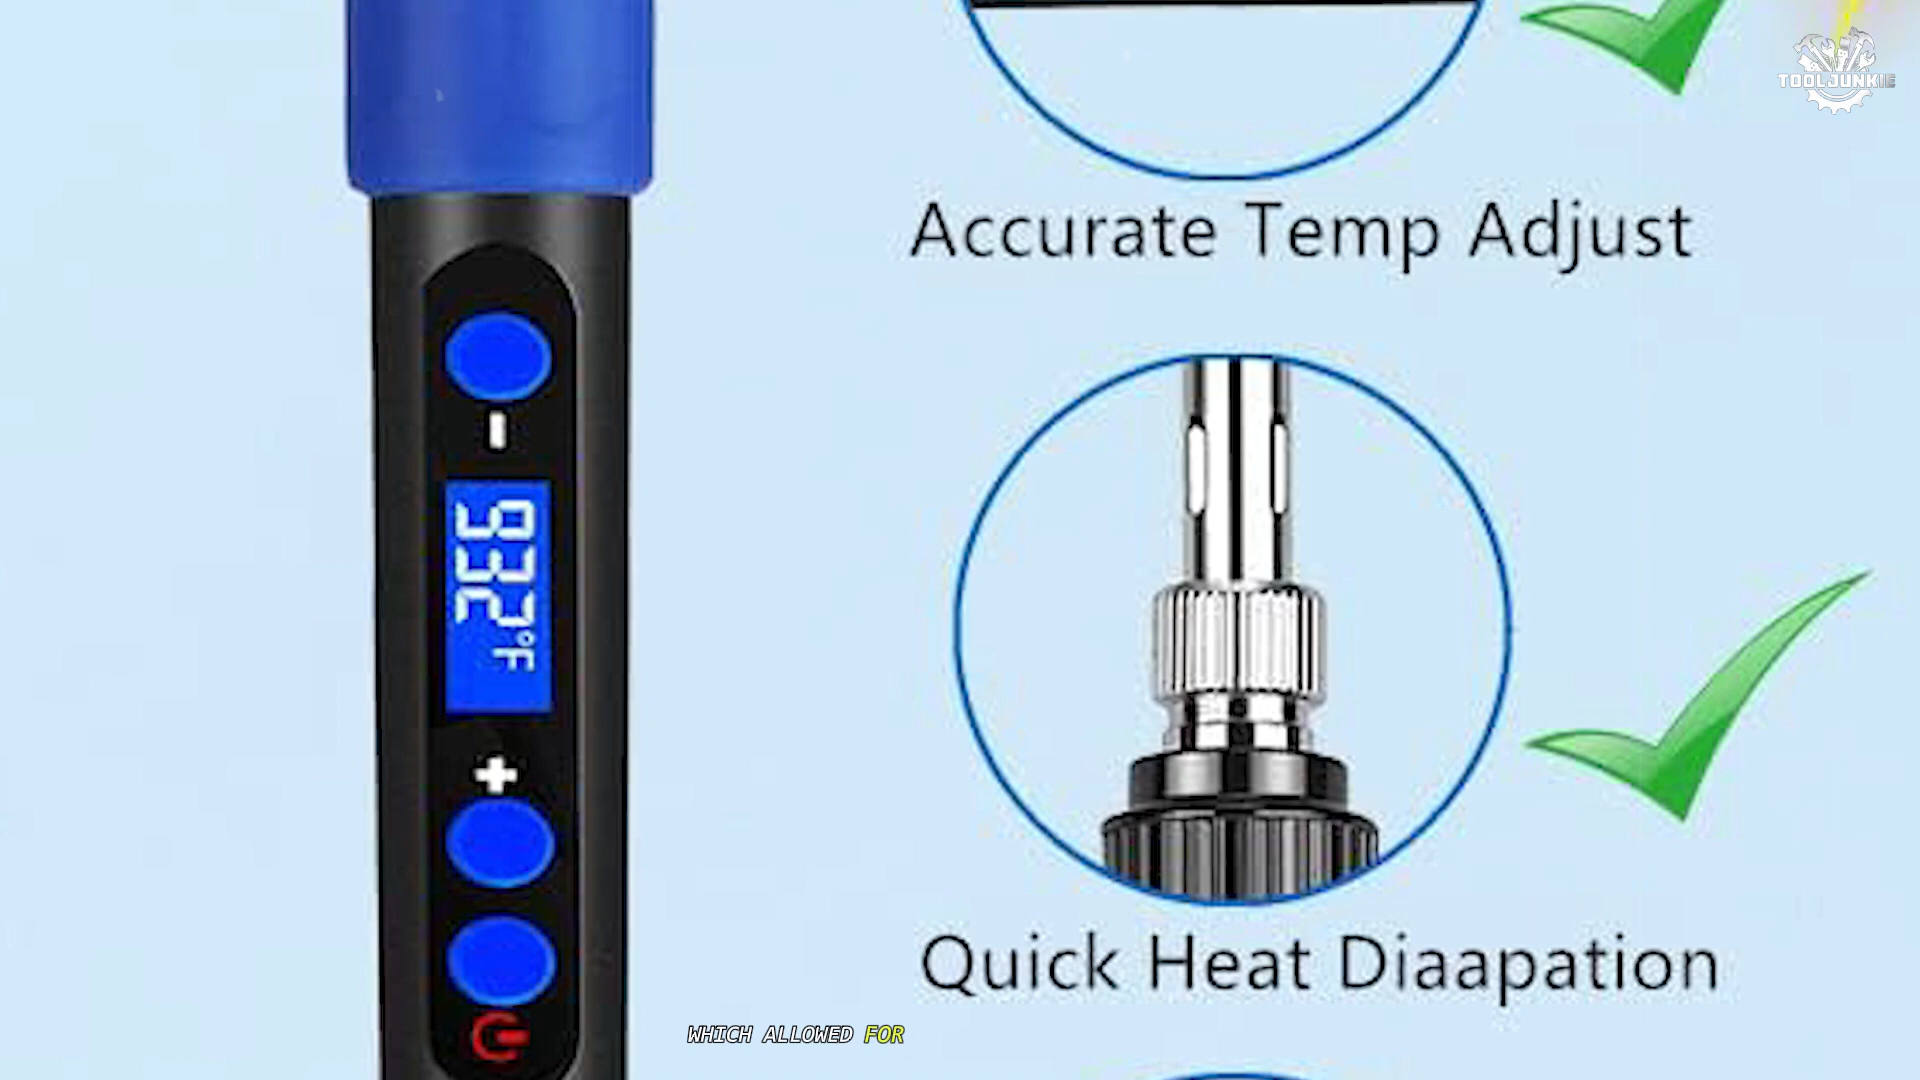 TOOLJUNKIE
Accurate Temp Adjust
-
932°F
+
Quick Heat Diaapation
WHICH ALLOWED FOR